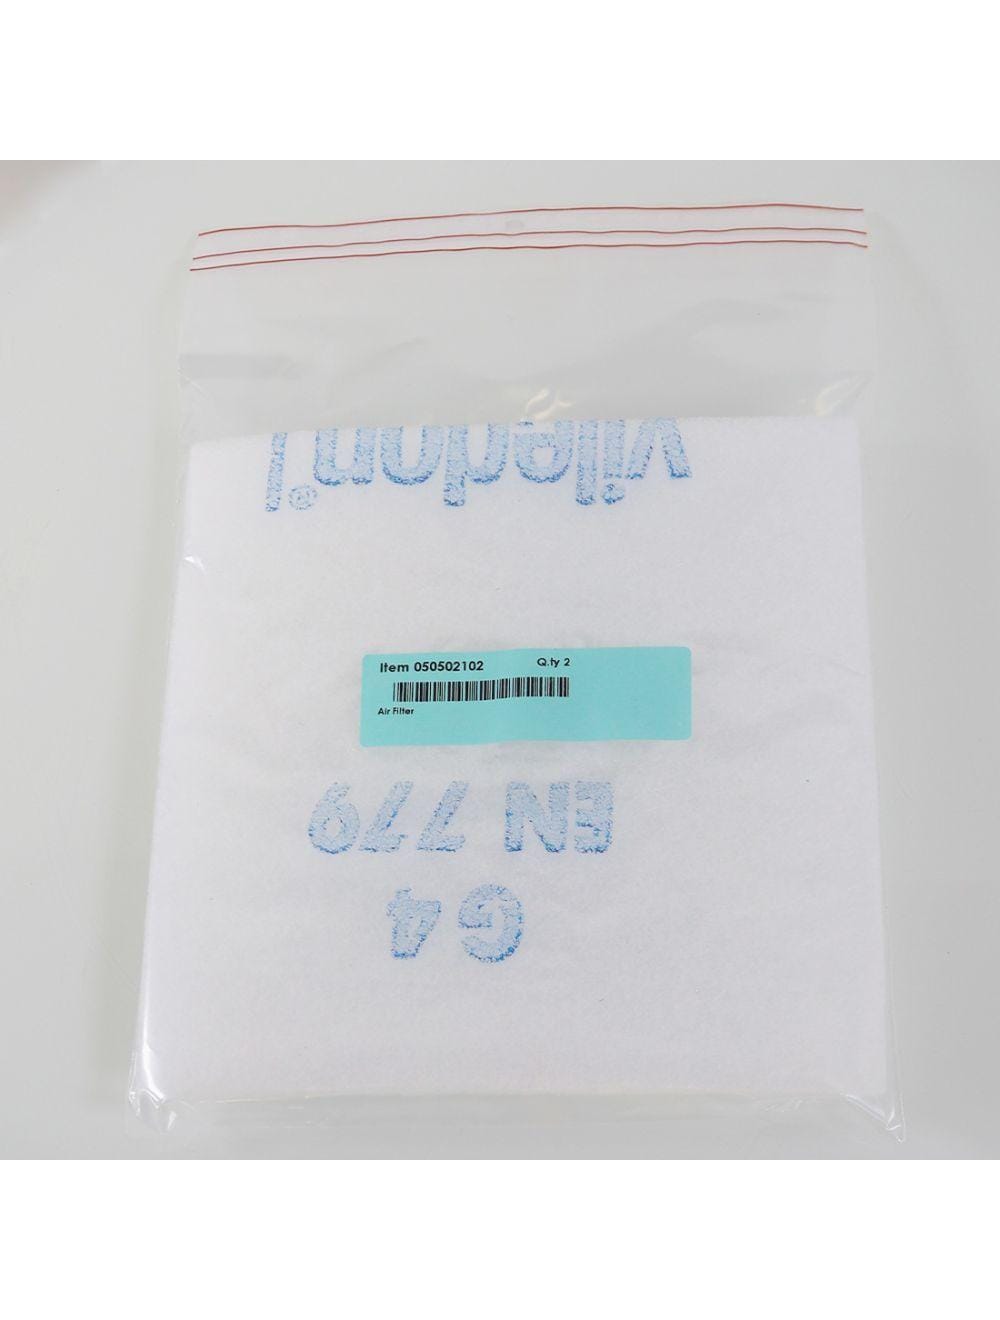 viledon®
Item 050502102 Q.ty 2
Air Filter
EN 779
G4